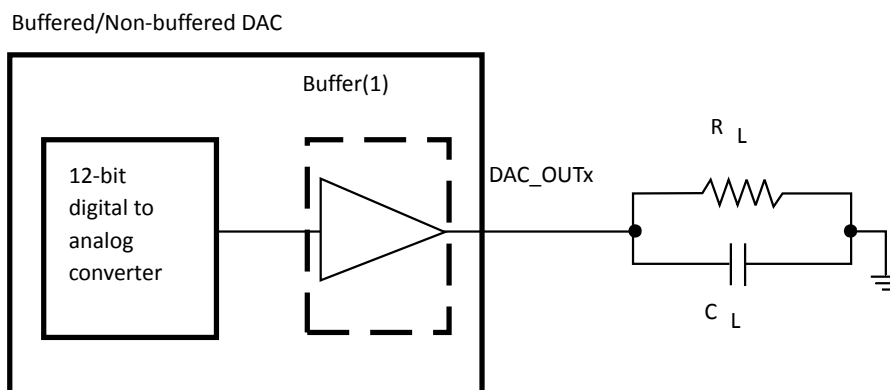 Buffered/Non-buffered DAC
Buffer(1)
12-bit
digital to
analog
converter
DAC_OUTx
R L
C L